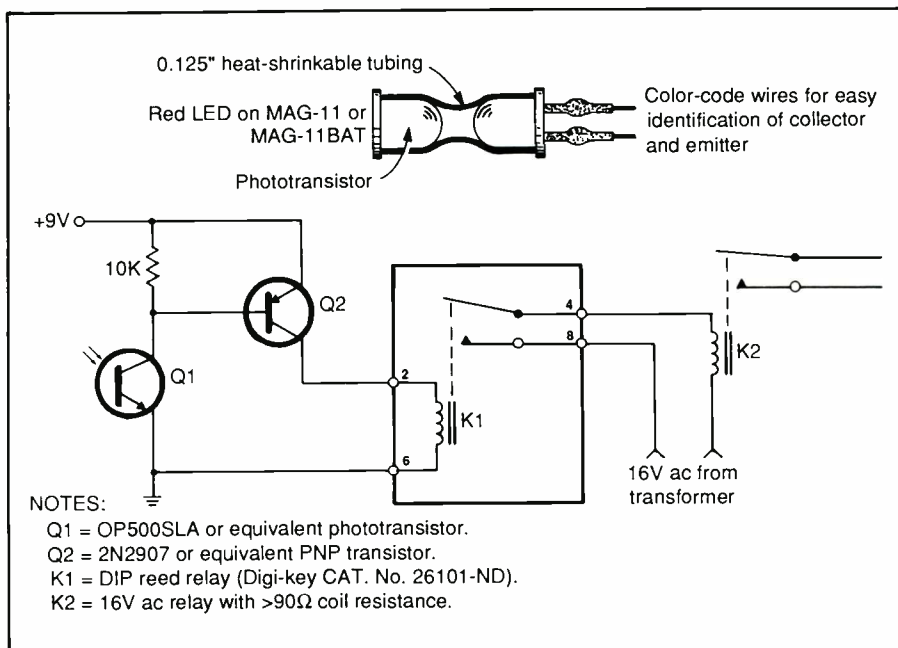 0.125" heat-shrinkable tubing
Red LED on MAG-11 or
MAG-11BAT
Phototransistor
Color-code wires for easy
identification of collector
and emitter
+9V
10K
Q2
Q1
2
6
K1
4
8
K2
16V ac from
transformer
NOTES:
Q1 = OP500SLA or equivalent phototransistor.
Q2 = 2N2907 or equivalent PNP transistor.
K1 = DIP reed relay (Digi-key CAT. No. 26101-ND).
K2 = 16V ac relay with >90Ω coil resistance.